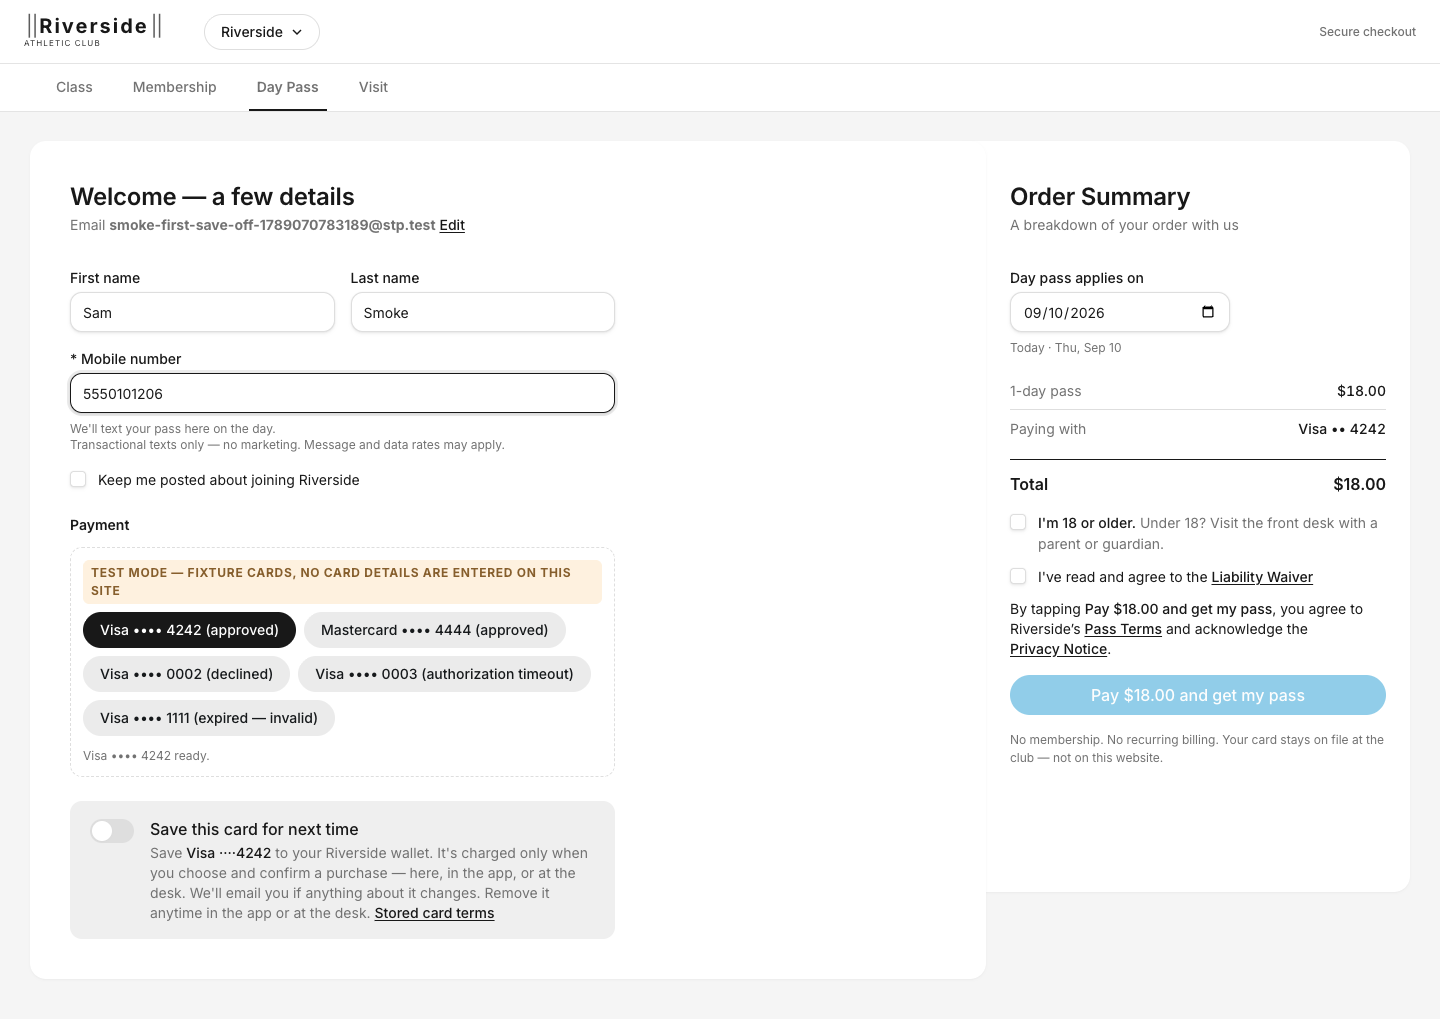 Riverside
ATHLETIC CLUB
Riverside
Secure checkout
Class
Membership
Day Pass
Visit
Welcome — a few details
Email smoke-first-save-off-1789070783189@stp.test Edit
First name
Last name
Sam
Smoke
* Mobile number
5550101206
We'll text your pass here on the day.
Transactional texts only — no marketing. Message and data rates may apply.
Keep me posted about joining Riverside
Payment
TEST MODE — FIXTURE CARDS, NO CARD DETAILS ARE ENTERED ON THIS
SITE
Visa •••• 4242 (approved)
Mastercard •••• 4444 (approved)
Visa •••• 0002 (declined)
Visa •••• 0003 (authorization timeout)
Visa •••• 1111 (expired — invalid)
Visa •••• 4242 ready.
Save this card for next time
Save Visa ····4242 to your Riverside wallet. It's charged only when
you choose and confirm a purchase — here, in the app, or at the
desk. We'll email you if anything about it changes. Remove it
anytime in the app or at the desk. Stored card terms
Order Summary
A breakdown of your order with us
Day pass applies on
09/10/2026
Today · Thu, Sep 10
1-day pass $18.00
Paying with Visa •• 4242
Total $18.00
I'm 18 or older. Under 18? Visit the front desk with a
parent or guardian.
I've read and agree to the Liability Waiver
By tapping Pay $18.00 and get my pass, you agree to
Riverside’s Pass Terms and acknowledge the
Privacy Notice.
Pay $18.00 and get my pass
No membership. No recurring billing. Your card stays on file at the
club — not on this website.